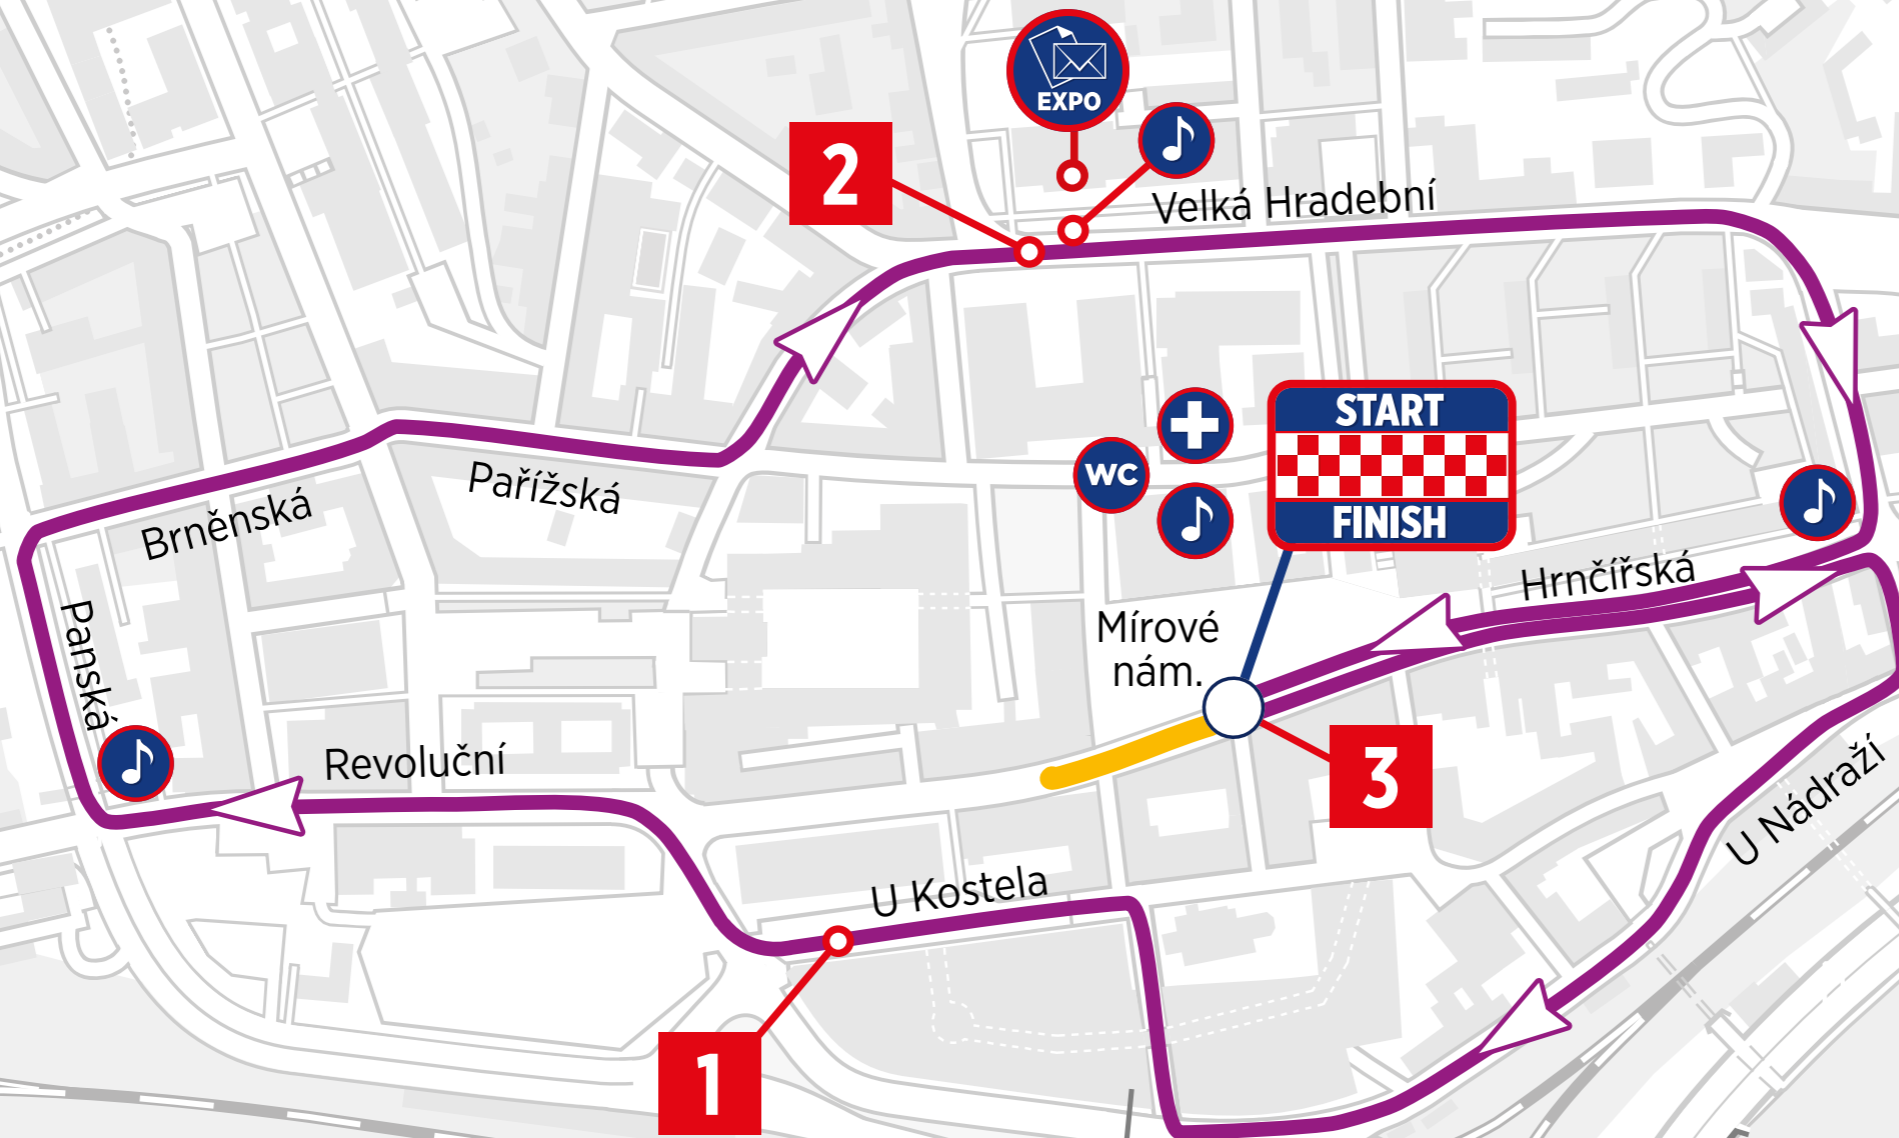 EXPO
2
Velká Hradební
START
FINISH
WC
Pařížská
Brněnská
Hrnčířská
Mírové
nám.
Panská
3
Revoluční
U Nádraží
U Kostela
1